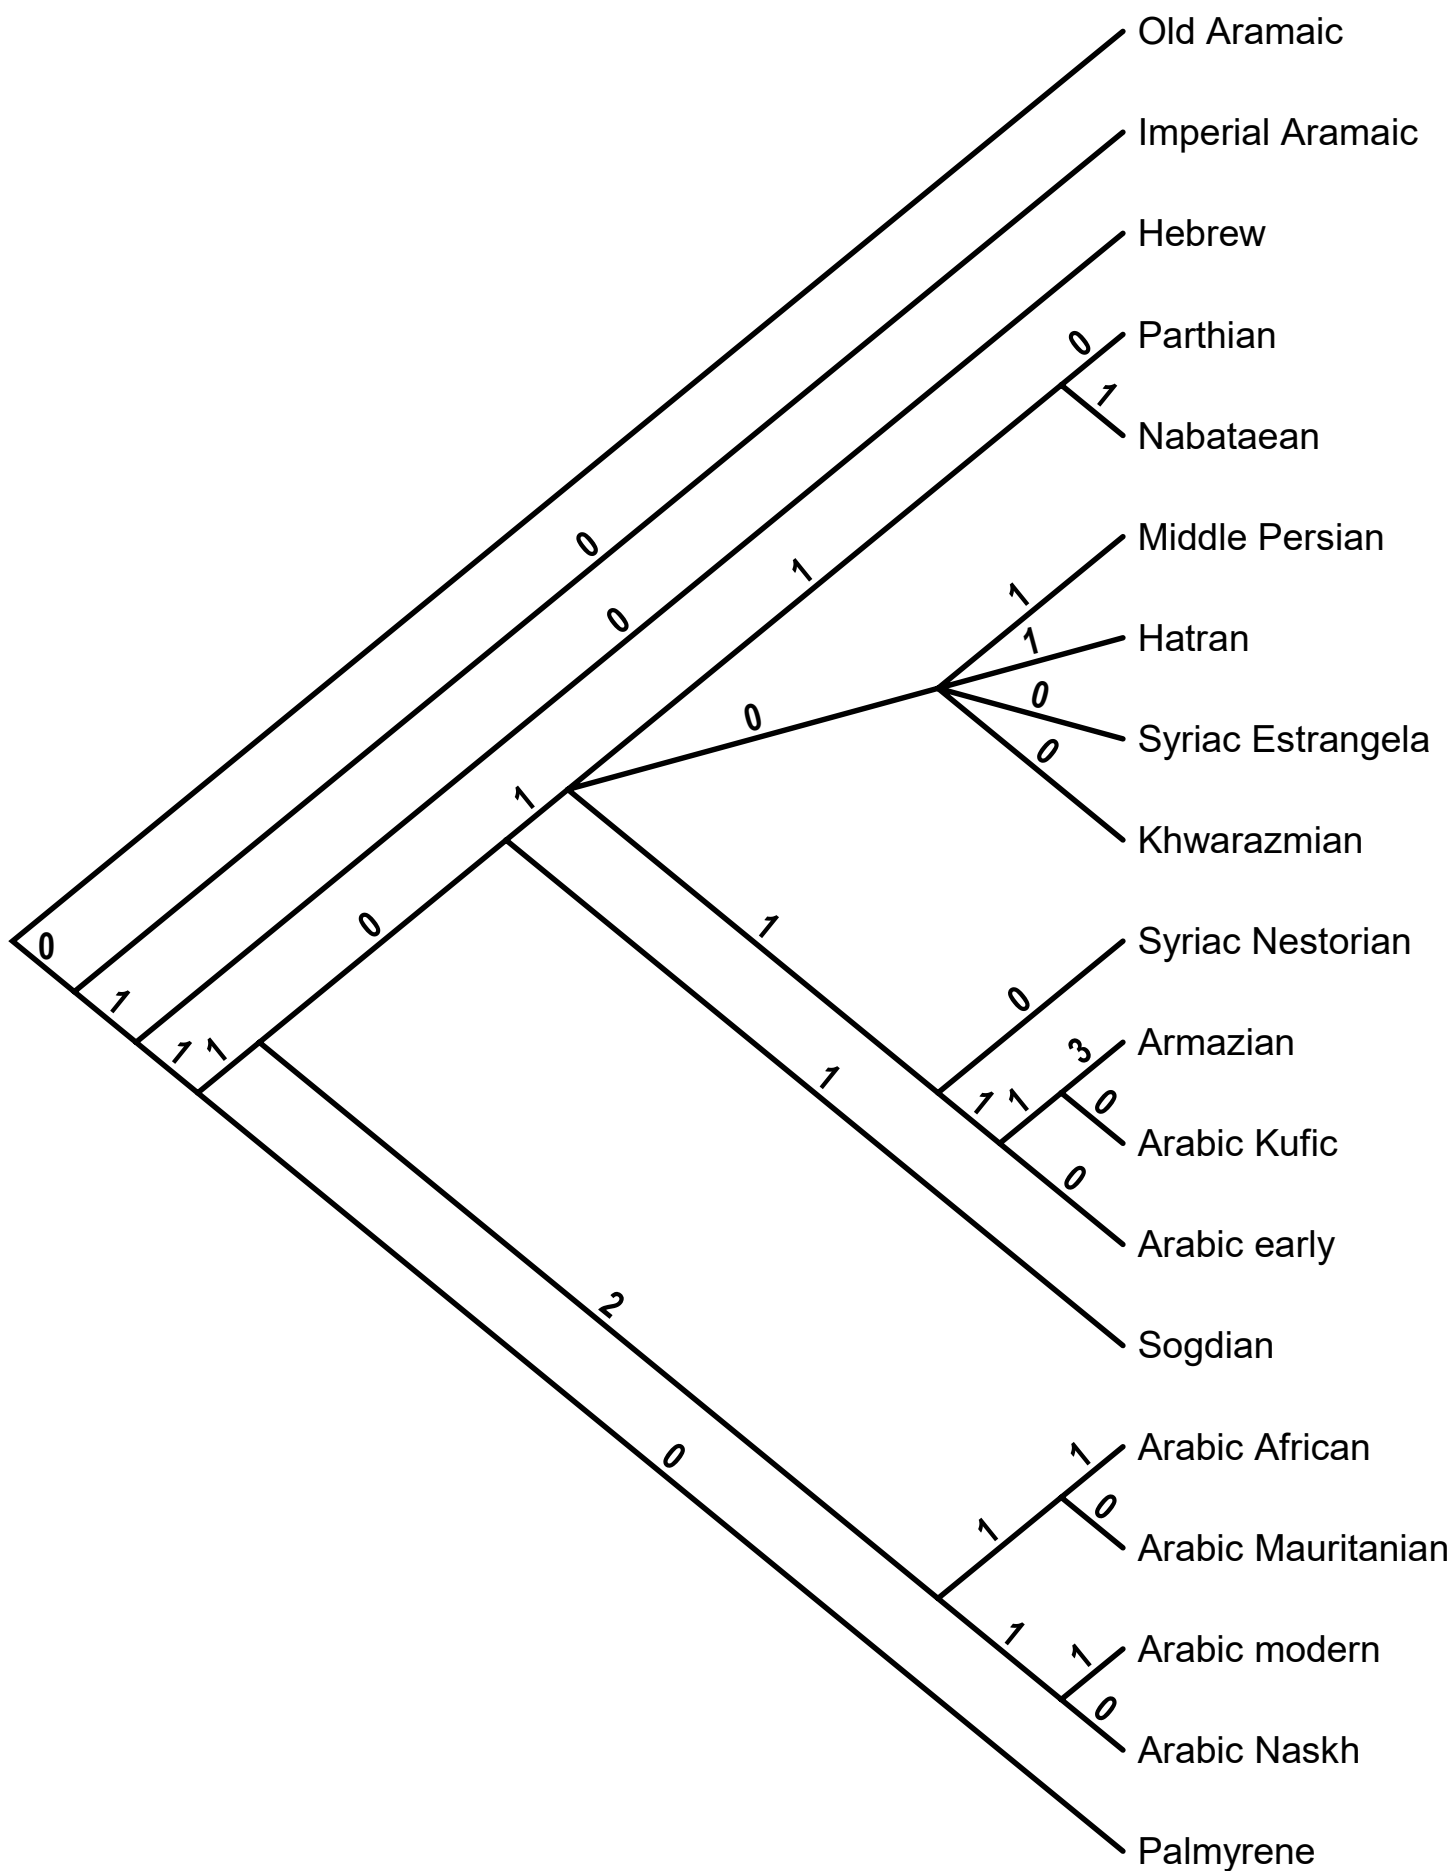 Old Aramaic
Imperial Aramaic
Hebrew
0
Parthian
1
Nabataean
0
Middle Persian
1
1
0
Hatran
1
0
Syriac Estrangela
0
0
1
Khwarazmian
1
0
Syriac Nestorian
0
0
1
1
1
3
Armazian
1
1
1
0
Arabic Kufic
0
Arabic early
2
Sogdian
1
Arabic African
0
1
0
Arabic Mauritanian
1
1
Arabic modern
0
Arabic Naskh
Palmyrene